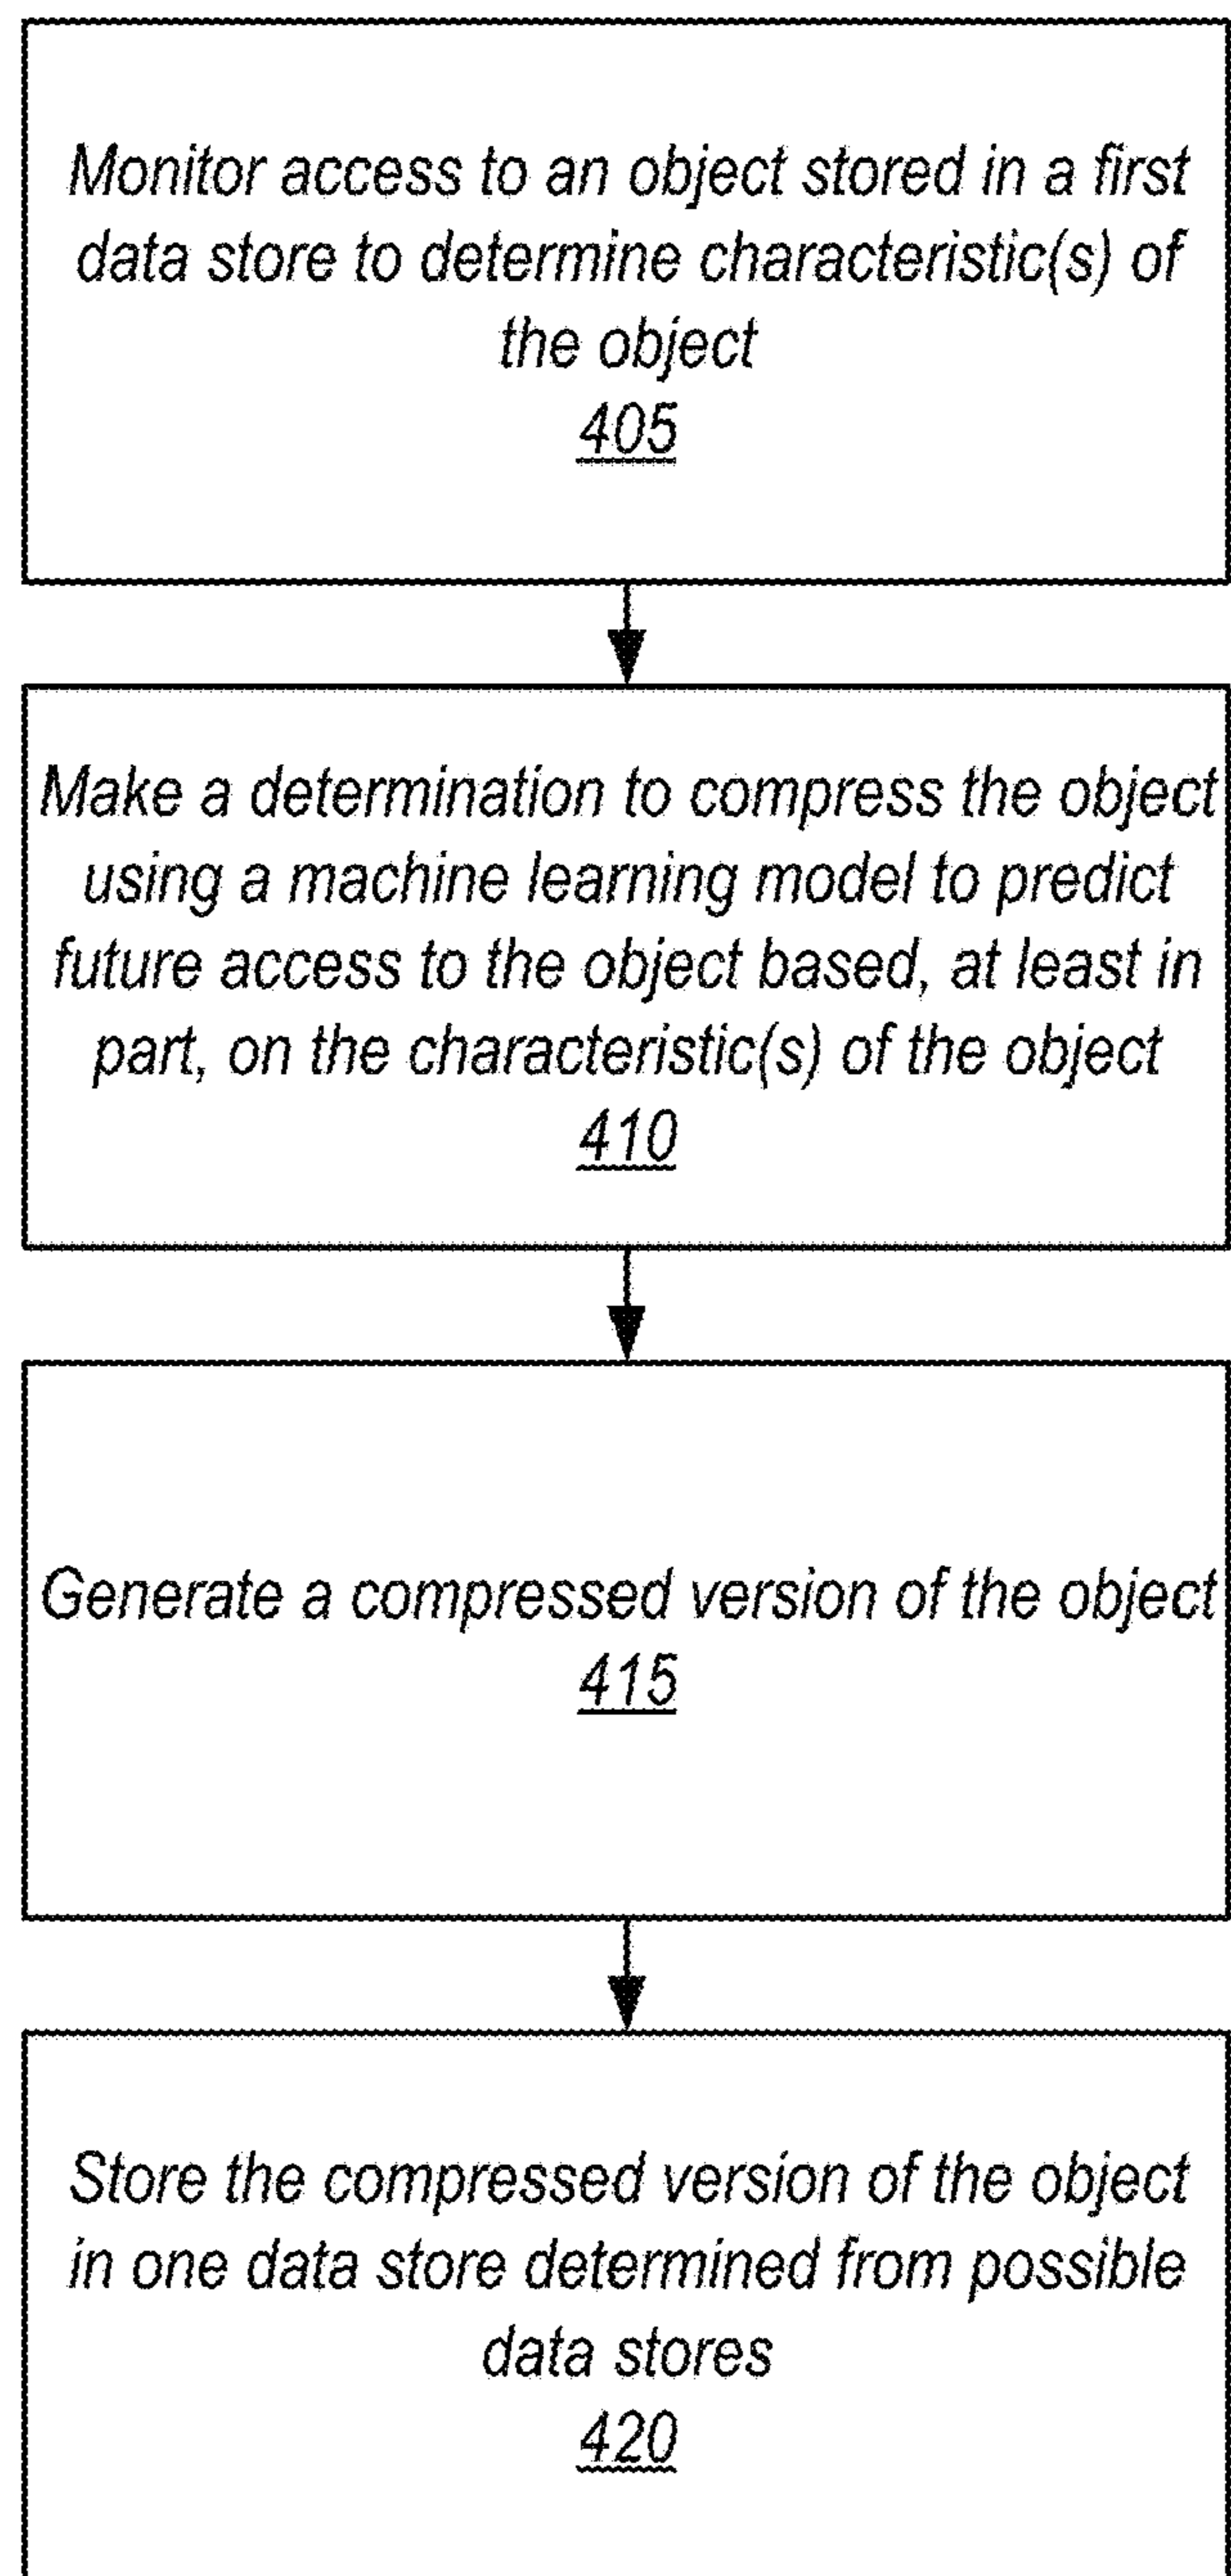 Monitor access to an object stored in a first
data store to determine characteristic(s) of
the object
405
Make a determination to compress the object
using a machine learning model to predict
future access to the object based, at least in
part, on the characteristic(s) of the object
410
Generate a compressed version of the object
415
Store the compressed version of the object
in one data store determined from possible
data stores
420